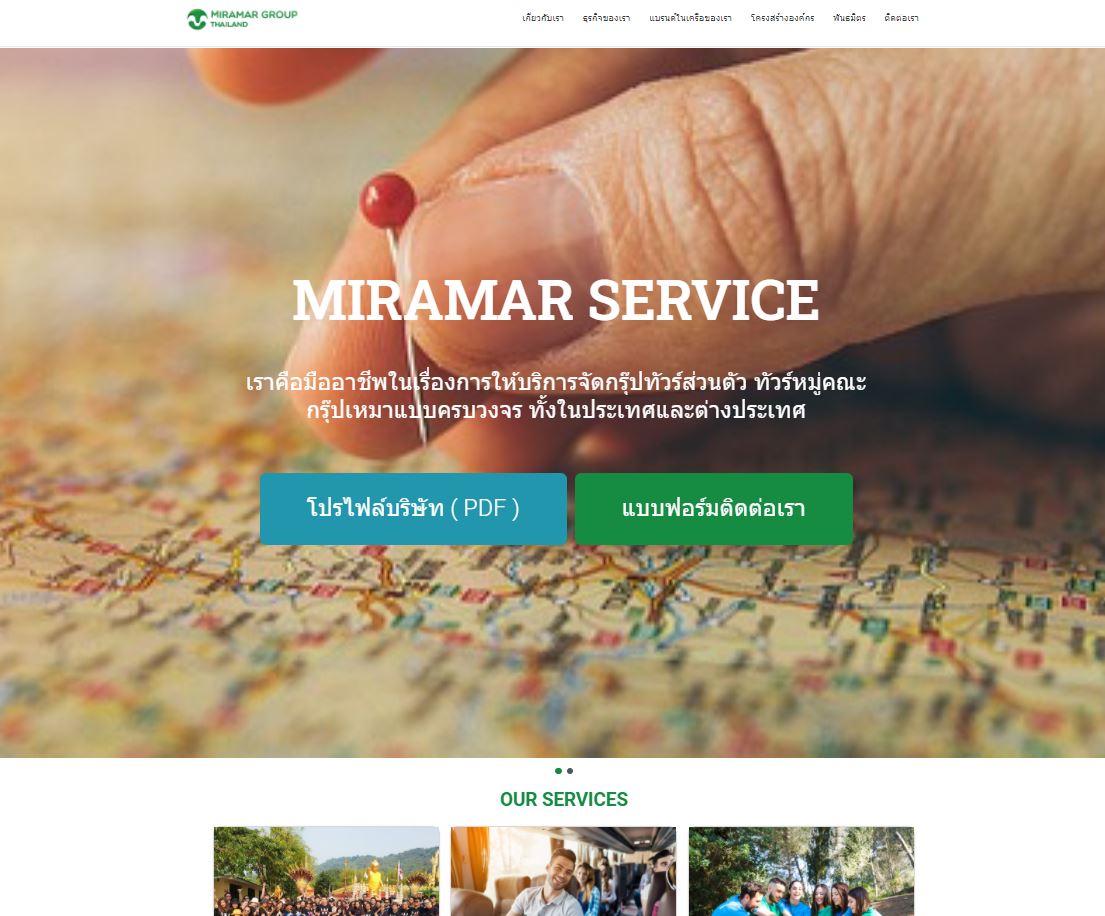 MIRAMAR GROUP
THAILAND
เกี่ยวกับเรา ธุรกิจของเรา แบรนด์ในเครือของเรา โครงสร้างองค์กร พันธมิตร ติดต่อเรา
MIRAMAR SERVICE
เราคือมืออาชีพในเรื่องการให้บริการจัดกรุ๊ปทัวร์ส่วนตัว ทัวร์หมู่คณะ
กรุ๊ปเหมาแบบครบวงจร ทั้งในประเทศและต่างประเทศ
โปรไฟล์บริษัท ( PDF ) แบบฟอร์มติดต่อเรา
OUR SERVICES